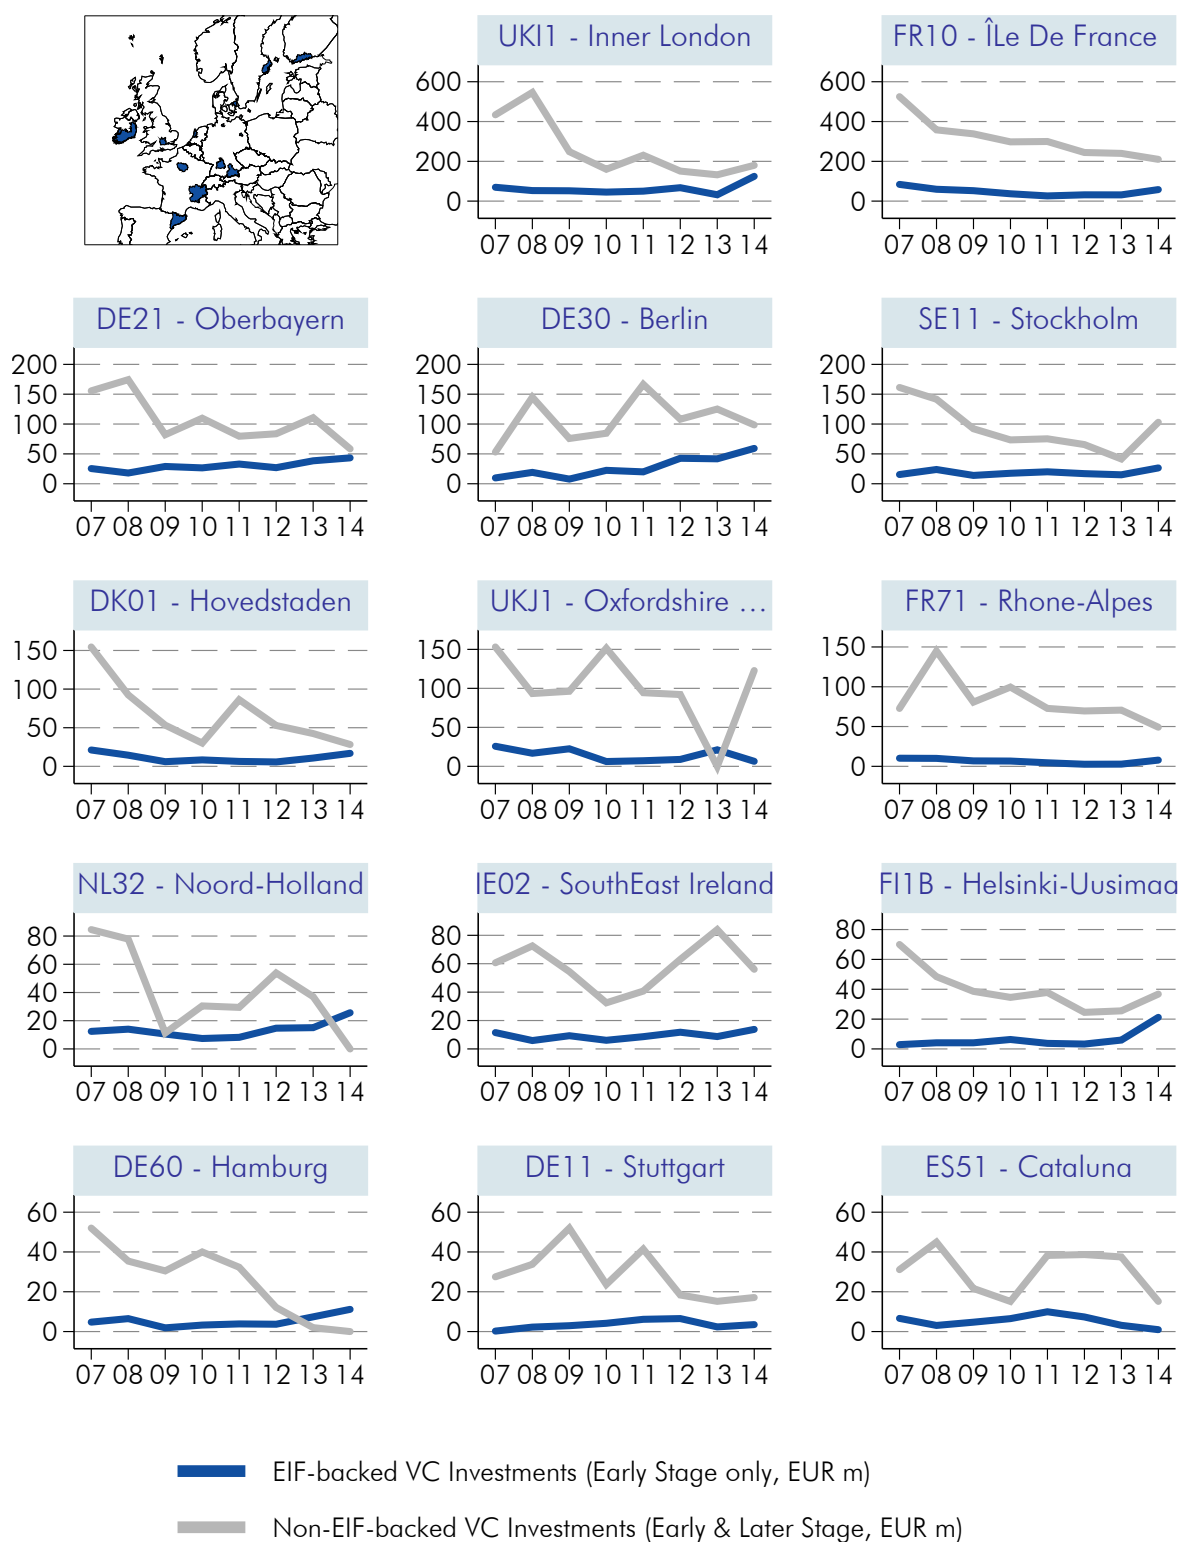 UKI1 - Inner London
600
400
200
0
07 08 09 10 11 12 13 14
FR10 - ÎLe De France
600
400
200
0
07 08 09 10 11 12 13 14
DE21 - Oberbayern
200
150
100
50
0
07 08 09 10 11 12 13 14
DE30 - Berlin
200
150
100
50
0
07 08 09 10 11 12 13 14
SE11 - Stockholm
200
150
100
50
0
07 08 09 10 11 12 13 14
DK01 - Hovedstaden
150
100
50
0
07 08 09 10 11 12 13 14
UKJ1 - Oxfordshire ...
150
100
50
0
07 08 09 10 11 12 13 14
FR71 - Rhone-Alpes
150
100
50
0
07 08 09 10 11 12 13 14
NL32 - Noord-Holland
80
60
40
20
0
07 08 09 10 11 12 13 14
IE02 - SouthEast Ireland
80
60
40
20
0
07 08 09 10 11 12 13 14
FI1B - Helsinki-Uusimaa
80
60
40
20
0
07 08 09 10 11 12 13 14
DE60 - Hamburg
60
40
20
0
07 08 09 10 11 12 13 14
DE11 - Stuttgart
60
40
20
0
07 08 09 10 11 12 13 14
ES51 - Cataluna
60
40
20
0
07 08 09 10 11 12 13 14
EIF-backed VC Investments (Early Stage only, EUR m)
Non-EIF-backed VC Investments (Early & Later Stage, EUR m)